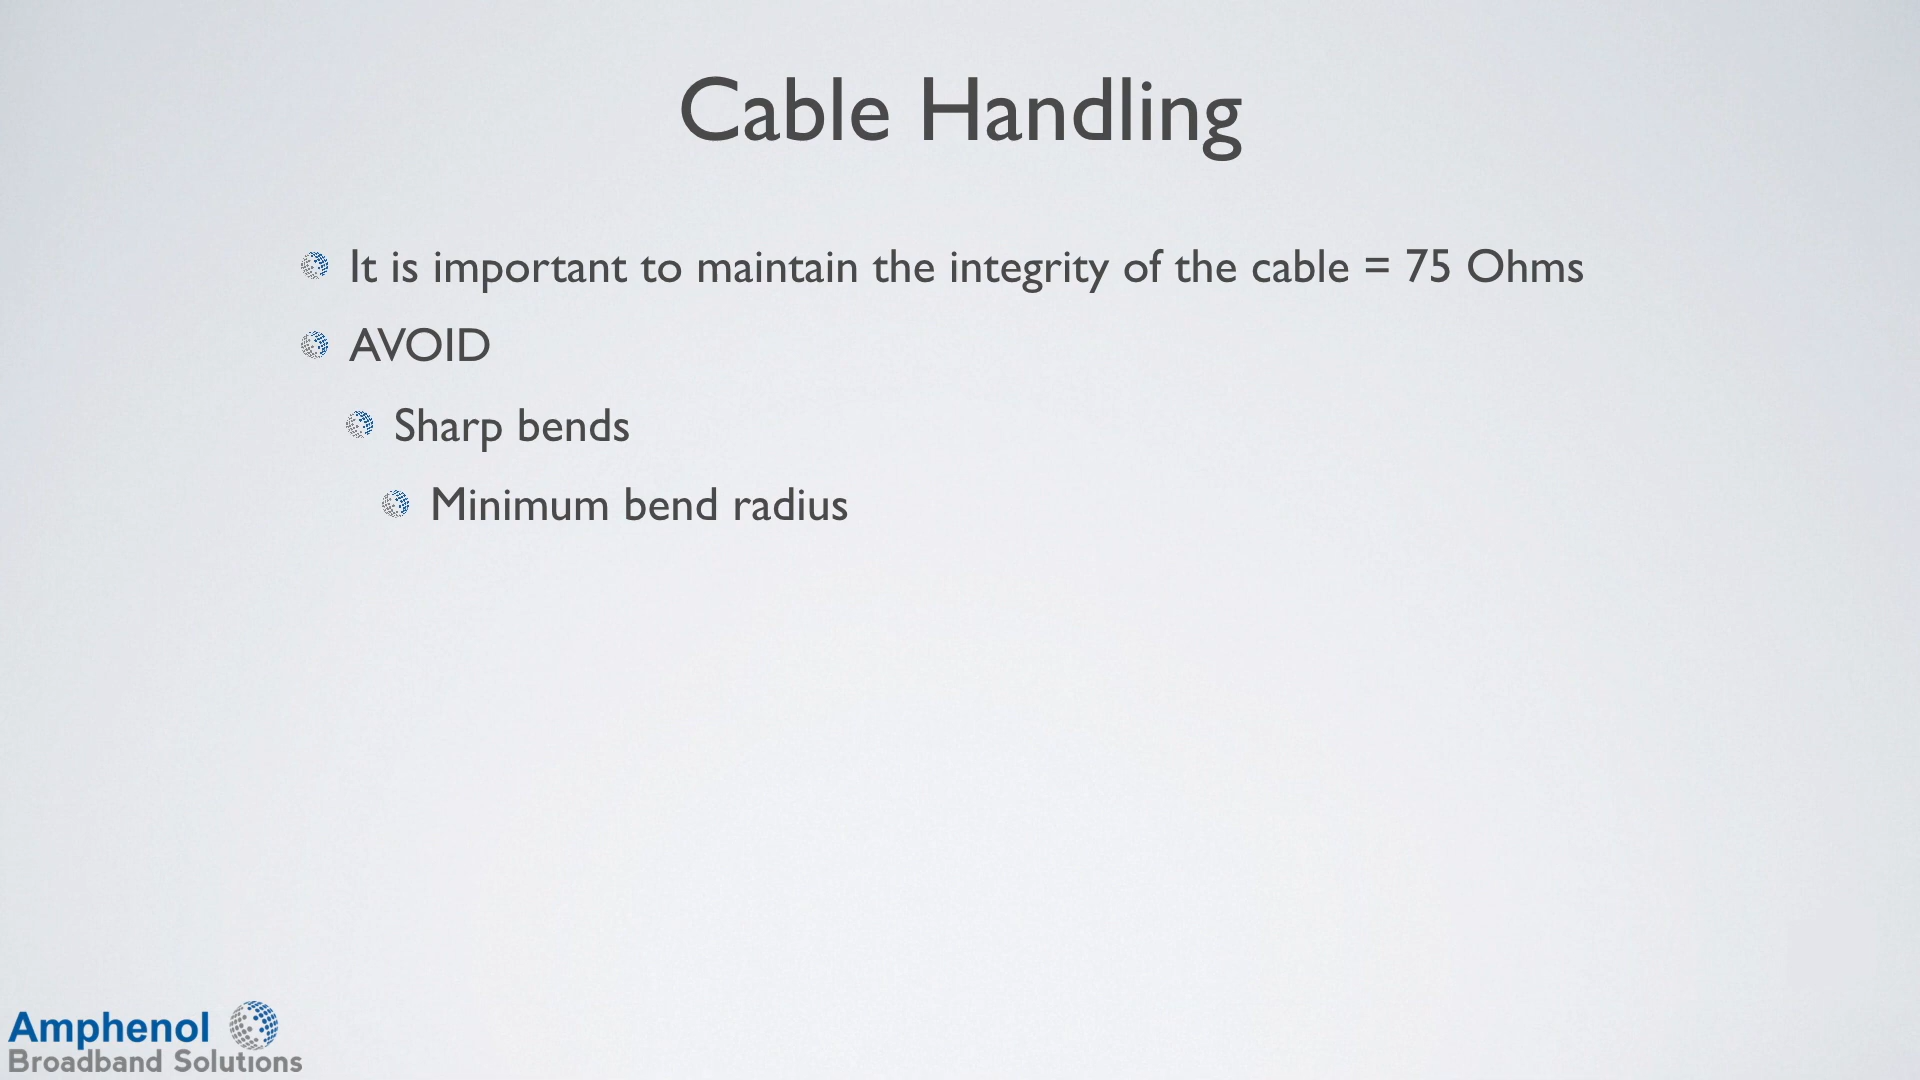 Cable Handling
It is important to maintain the integrity of the cable = 75 Ohms
AVOID
Sharp bends
Minimum bend radius
Amphenol
Broadband Solutions